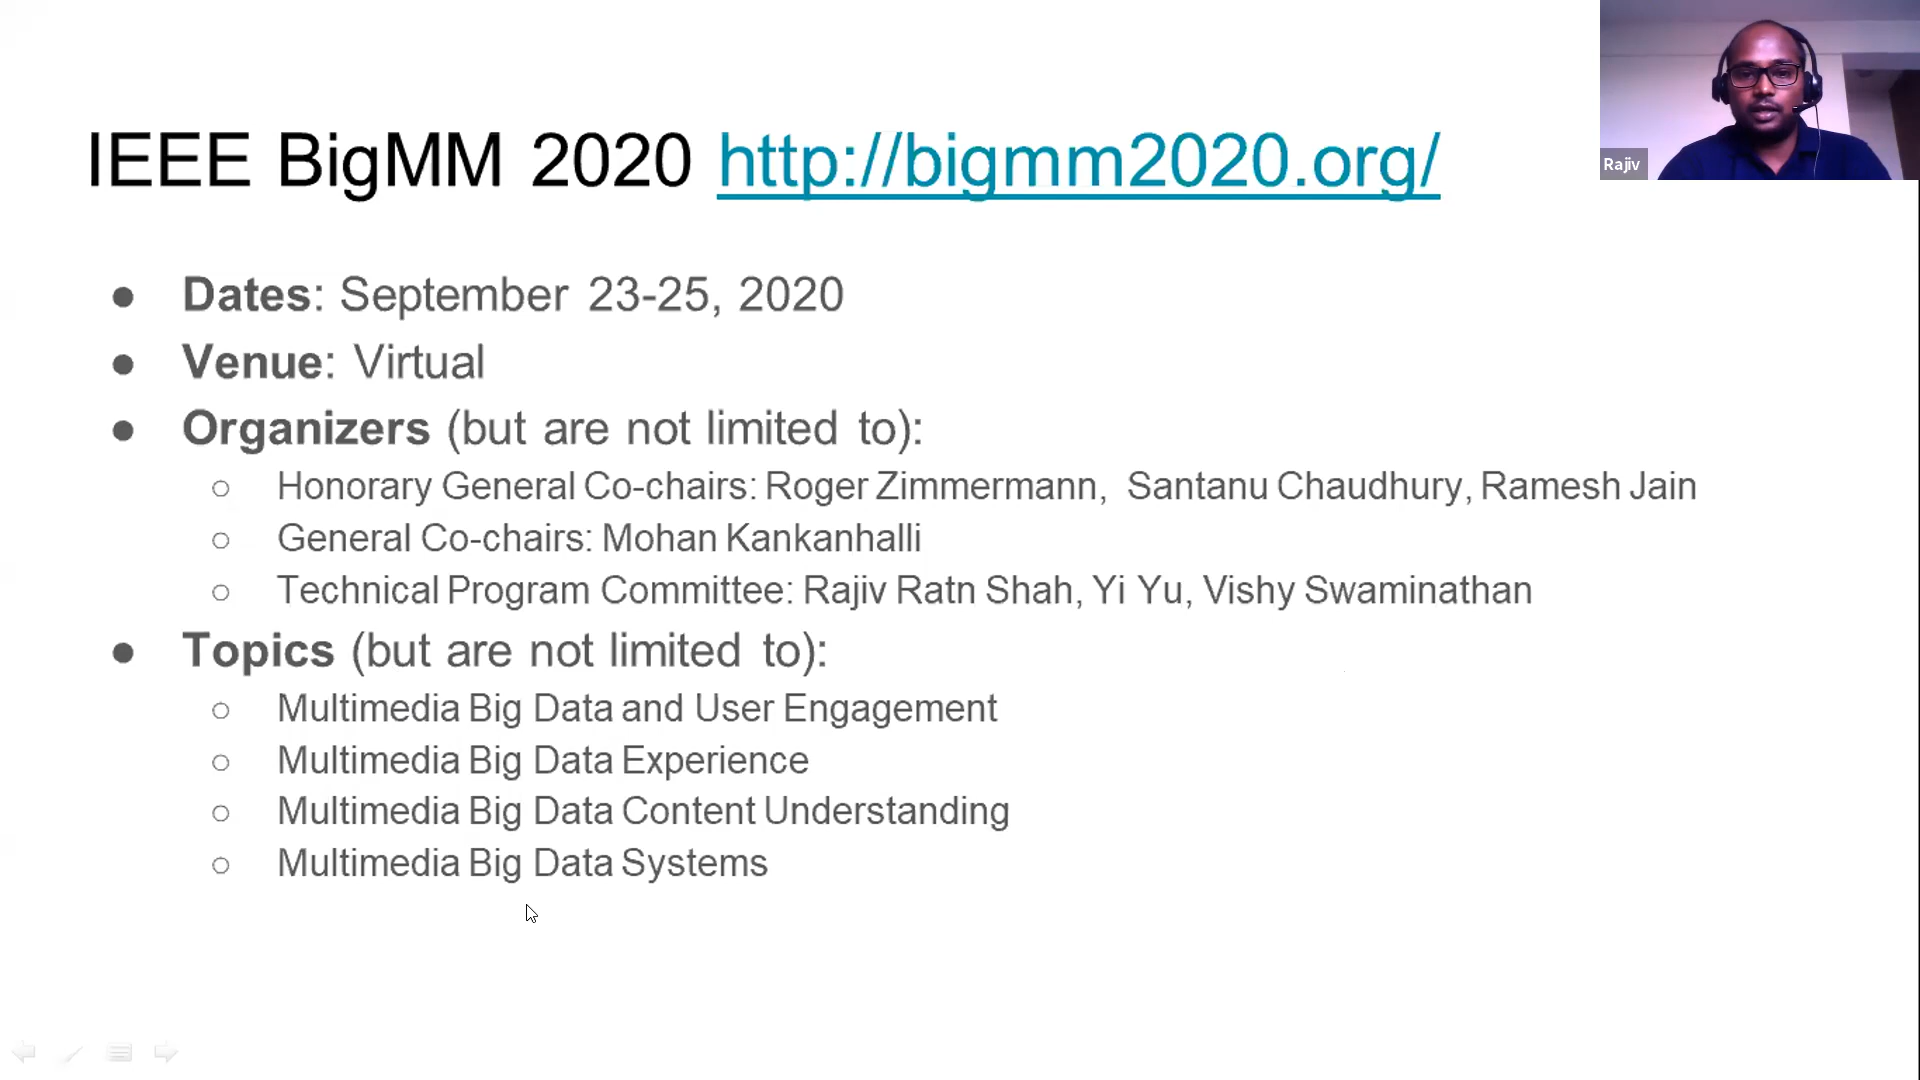 IEEE BigMM 2020 http://bigmm2020.org/
Rajiv
● Dates: September 23-25, 2020
● Venue: Virtual
● Organizers (but are not limited to):
○ Honorary General Co-chairs: Roger Zimmermann, Santanu Chaudhury, Ramesh Jain
○ General Co-chairs: Mohan Kankanhalli
○ Technical Program Committee: Rajiv Ratn Shah, Yi Yu, Vishy Swaminathan
● Topics (but are not limited to):
○ Multimedia Big Data and User Engagement
○ Multimedia Big Data Experience
○ Multimedia Big Data Content Understanding
○ Multimedia Big Data Systems